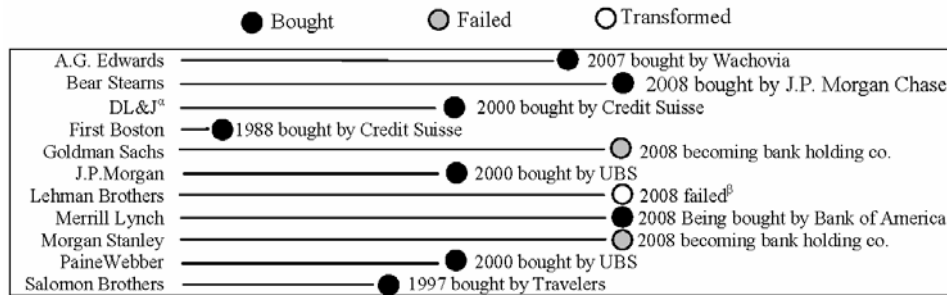 Bought Failed Transformed
A.G. Edwards 2007 bought by Wachovia
Bear Stearns 2008 bought by J.P. Morgan Chase
DL&J^α 2000 bought by Credit Suisse
First Boston 1988 bought by Credit Suisse
Goldman Sachs 2008 becoming bank holding co.
J.P.Morgan 2000 bought by UBS
Lehman Brothers 2008 failed^β
Merrill Lynch 2008 Being bought by Bank of America
Morgan Stanley 2008 becoming bank holding co.
PaineWebber 2000 bought by UBS
Salomon Brothers 1997 bought by Travelers